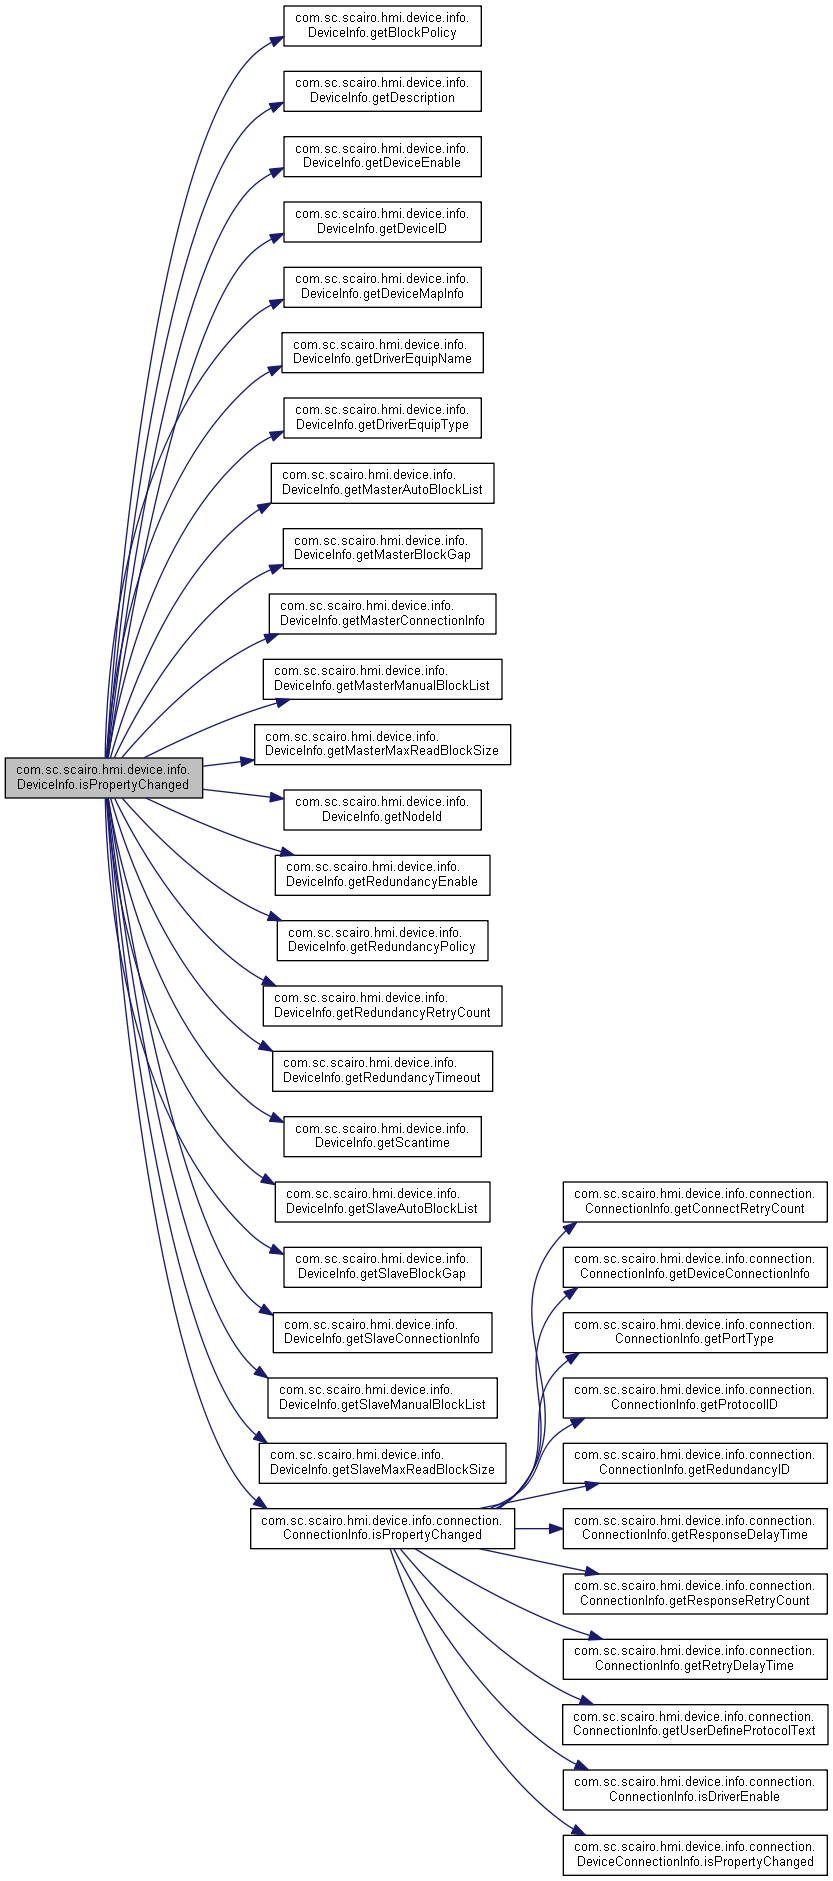 com.sc.scairo.hmi.device.info.
DeviceInfo.getBlockPolicy
com.sc.scairo.hmi.device.info.
DeviceInfo.getDescription
com.sc.scairo.hmi.device.info.
DeviceInfo.getDeviceEnable
com.sc.scairo.hmi.device.info.
DeviceInfo.getDeviceID
com.sc.scairo.hmi.device.info.
DeviceInfo.getDeviceMapInfo
com.sc.scairo.hmi.device.info.
DeviceInfo.getDriverEquipName
com.sc.scairo.hmi.device.info.
DeviceInfo.getDriverEquipType
com.sc.scairo.hmi.device.info.
DeviceInfo.getMasterAutoBlockList
com.sc.scairo.hmi.device.info.
DeviceInfo.getMasterBlockGap
com.sc.scairo.hmi.device.info.
DeviceInfo.getMasterConnectionInfo
com.sc.scairo.hmi.device.info.
DeviceInfo.getMasterManualBlockList
com.sc.scairo.hmi.device.info.
DeviceInfo.getMasterMaxReadBlockSize
com.sc.scairo.hmi.device.info.
DeviceInfo.isPropertyChanged
com.sc.scairo.hmi.device.info.
DeviceInfo.getNodeId
com.sc.scairo.hmi.device.info.
DeviceInfo.getRedundancyEnable
com.sc.scairo.hmi.device.info.
DeviceInfo.getRedundancyPolicy
com.sc.scairo.hmi.device.info.
DeviceInfo.getRedundancyRetryCount
com.sc.scairo.hmi.device.info.
DeviceInfo.getRedundancyTimeout
com.sc.scairo.hmi.device.info.
DeviceInfo.getScantime
com.sc.scairo.hmi.device.info.
DeviceInfo.getSlaveAutoBlockList
com.sc.scairo.hmi.device.info.
DeviceInfo.getSlaveBlockGap
com.sc.scairo.hmi.device.info.
DeviceInfo.getSlaveConnectionInfo
com.sc.scairo.hmi.device.info.
DeviceInfo.getSlaveManualBlockList
com.sc.scairo.hmi.device.info.
DeviceInfo.getSlaveMaxReadBlockSize
com.sc.scairo.hmi.device.info.connection.
ConnectionInfo.isPropertyChanged
com.sc.scairo.hmi.device.info.connection.
ConnectionInfo.getConnectRetryCount
com.sc.scairo.hmi.device.info.connection.
ConnectionInfo.getDeviceConnectionInfo
com.sc.scairo.hmi.device.info.connection.
ConnectionInfo.getPortType
com.sc.scairo.hmi.device.info.connection.
ConnectionInfo.getProtocolID
com.sc.scairo.hmi.device.info.connection.
ConnectionInfo.getRedundancyID
com.sc.scairo.hmi.device.info.connection.
ConnectionInfo.getResponseDelayTime
com.sc.scairo.hmi.device.info.connection.
ConnectionInfo.getResponseRetryCount
com.sc.scairo.hmi.device.info.connection.
ConnectionInfo.getRetryDelayTime
com.sc.scairo.hmi.device.info.connection.
ConnectionInfo.getUserDefineProtocolText
com.sc.scairo.hmi.device.info.connection.
ConnectionInfo.isDriverEnable
com.sc.scairo.hmi.device.info.connection.
DeviceConnectionInfo.isPropertyChanged